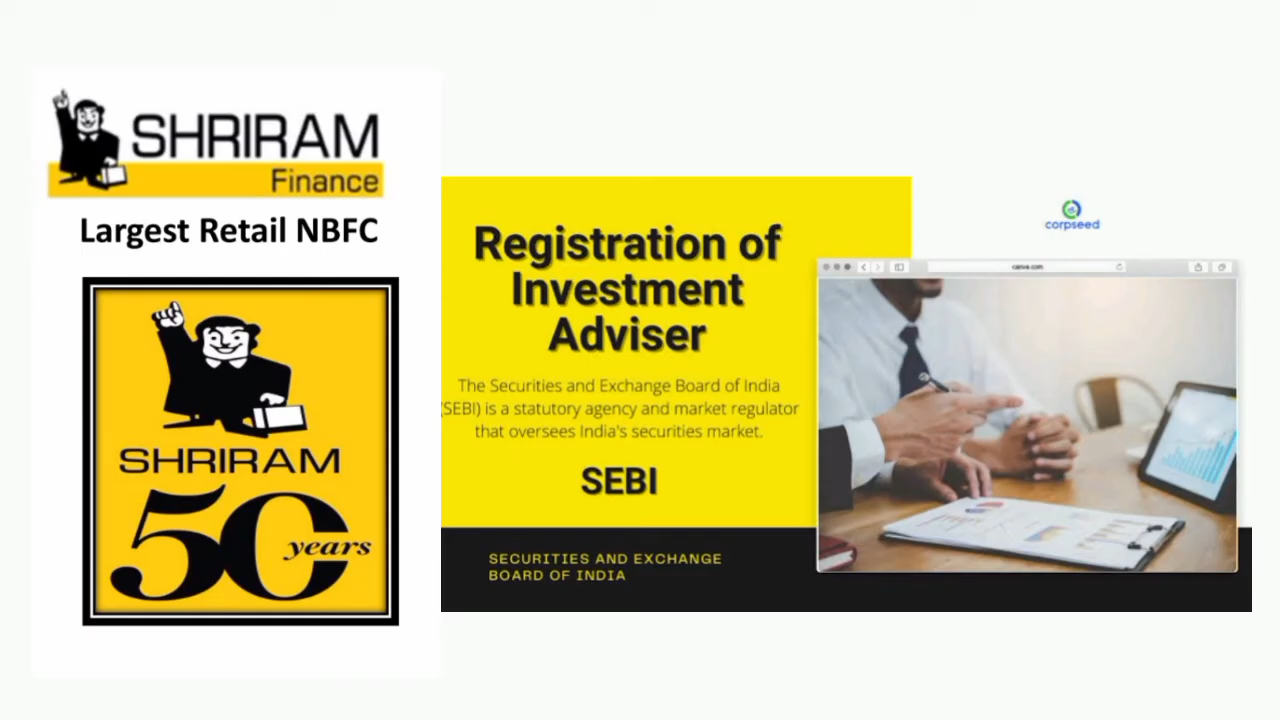 SHRIRAM
Finance
Largest Retail NBFC
SHRIRAM
50 years
Registration of
Investment
Adviser
The Securities and Exchange Board of India
(SEBI) is a statutory agency and market regulator
that oversees India's securities market.
SEBI
SECURITIES AND EXCHANGE
BOARD OF INDIA
corpseed
canva.com